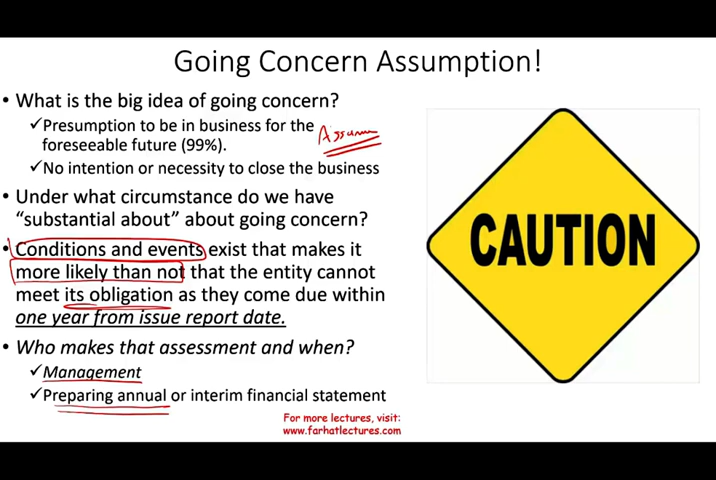 Going Concern Assumption!
• What is the big idea of going concern?
✓Presumption to be in business for the
foreseeable future (99%).
Assum
✓No intention or necessity to close the business
• Under what circumstance do we have
“substantial about” about going concern?
• Conditions and events exist that makes it
more likely than not that the entity cannot
meet its obligation as they come due within
one year from issue report date.
• Who makes that assessment and when?
✓Management
✓Preparing annual or interim financial statement
For more lectures, visit:
www.farhatlectures.com
CAUTION